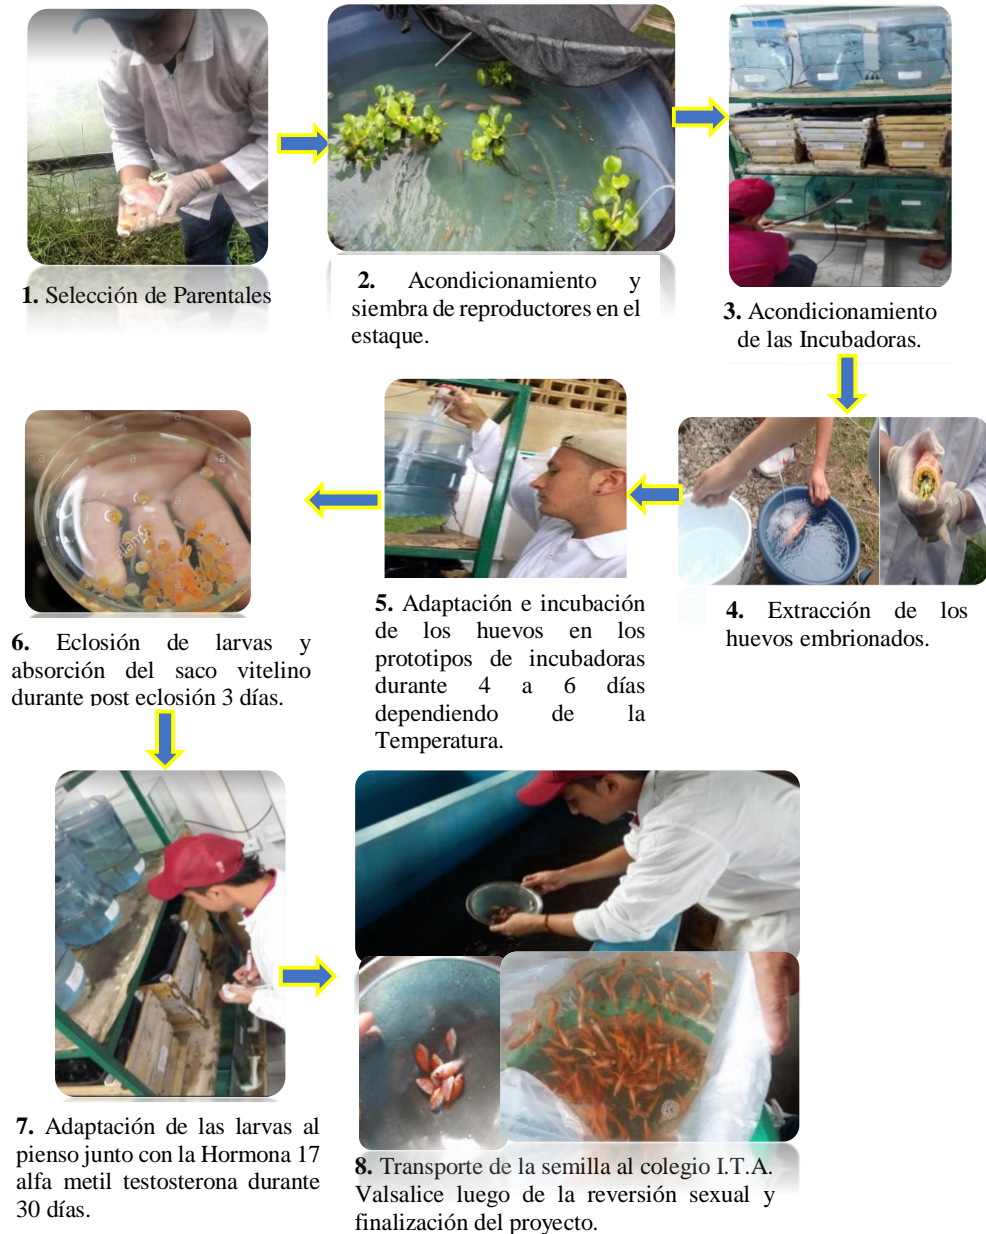 1. Selección de Parentales
2. Acondicionamiento y
siembra de reproductores en el
estaque.
3. Acondicionamiento
de las Incubadoras.
4. Extracción de los
huevos embrionados.
5. Adaptación e incubación
de los huevos en los
prototipos de incubadoras
durante 4 a 6 días
dependiendo de la
Temperatura.
6. Eclosión de larvas y
absorción del saco vitelino
durante post eclosión 3 días.
7. Adaptación de las larvas al
pienso junto con la Hormona 17
alfa metil testosterona durante
30 días.
8. Transporte de la semilla al colegio I.T.A.
Valsalice luego de la reversión sexual y
finalización del proyecto.